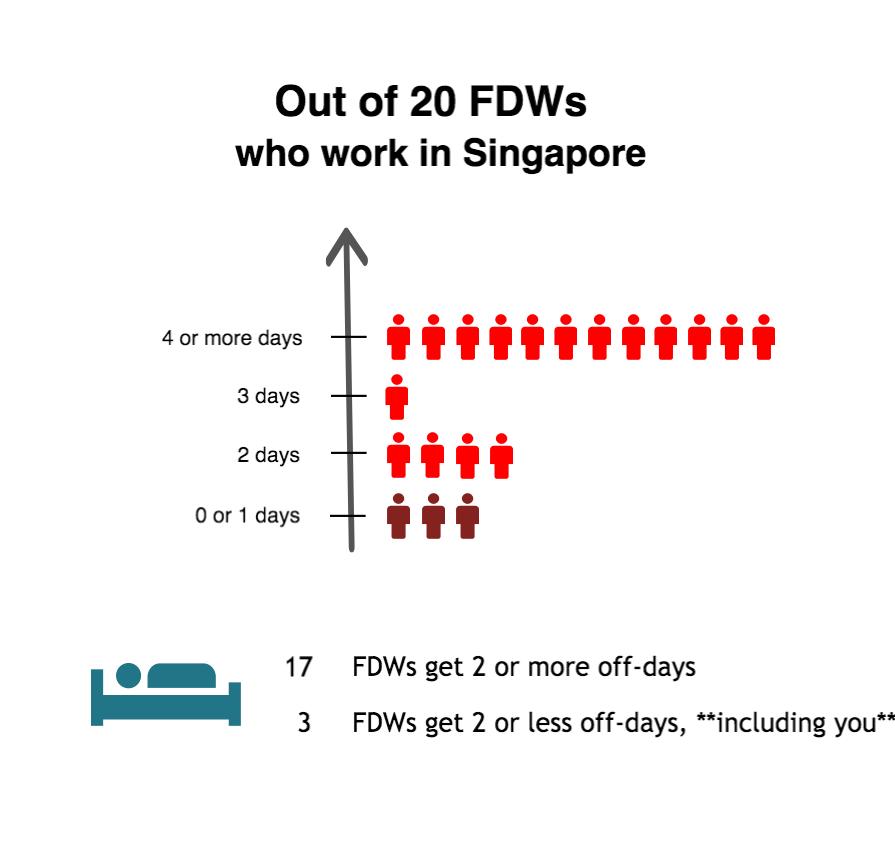 Out of 20 FDWs
who work in Singapore
4 or more days
3 days
2 days
0 or 1 days
17 FDWs get 2 or more off-days
3 FDWs get 2 or less off-days, **including you**